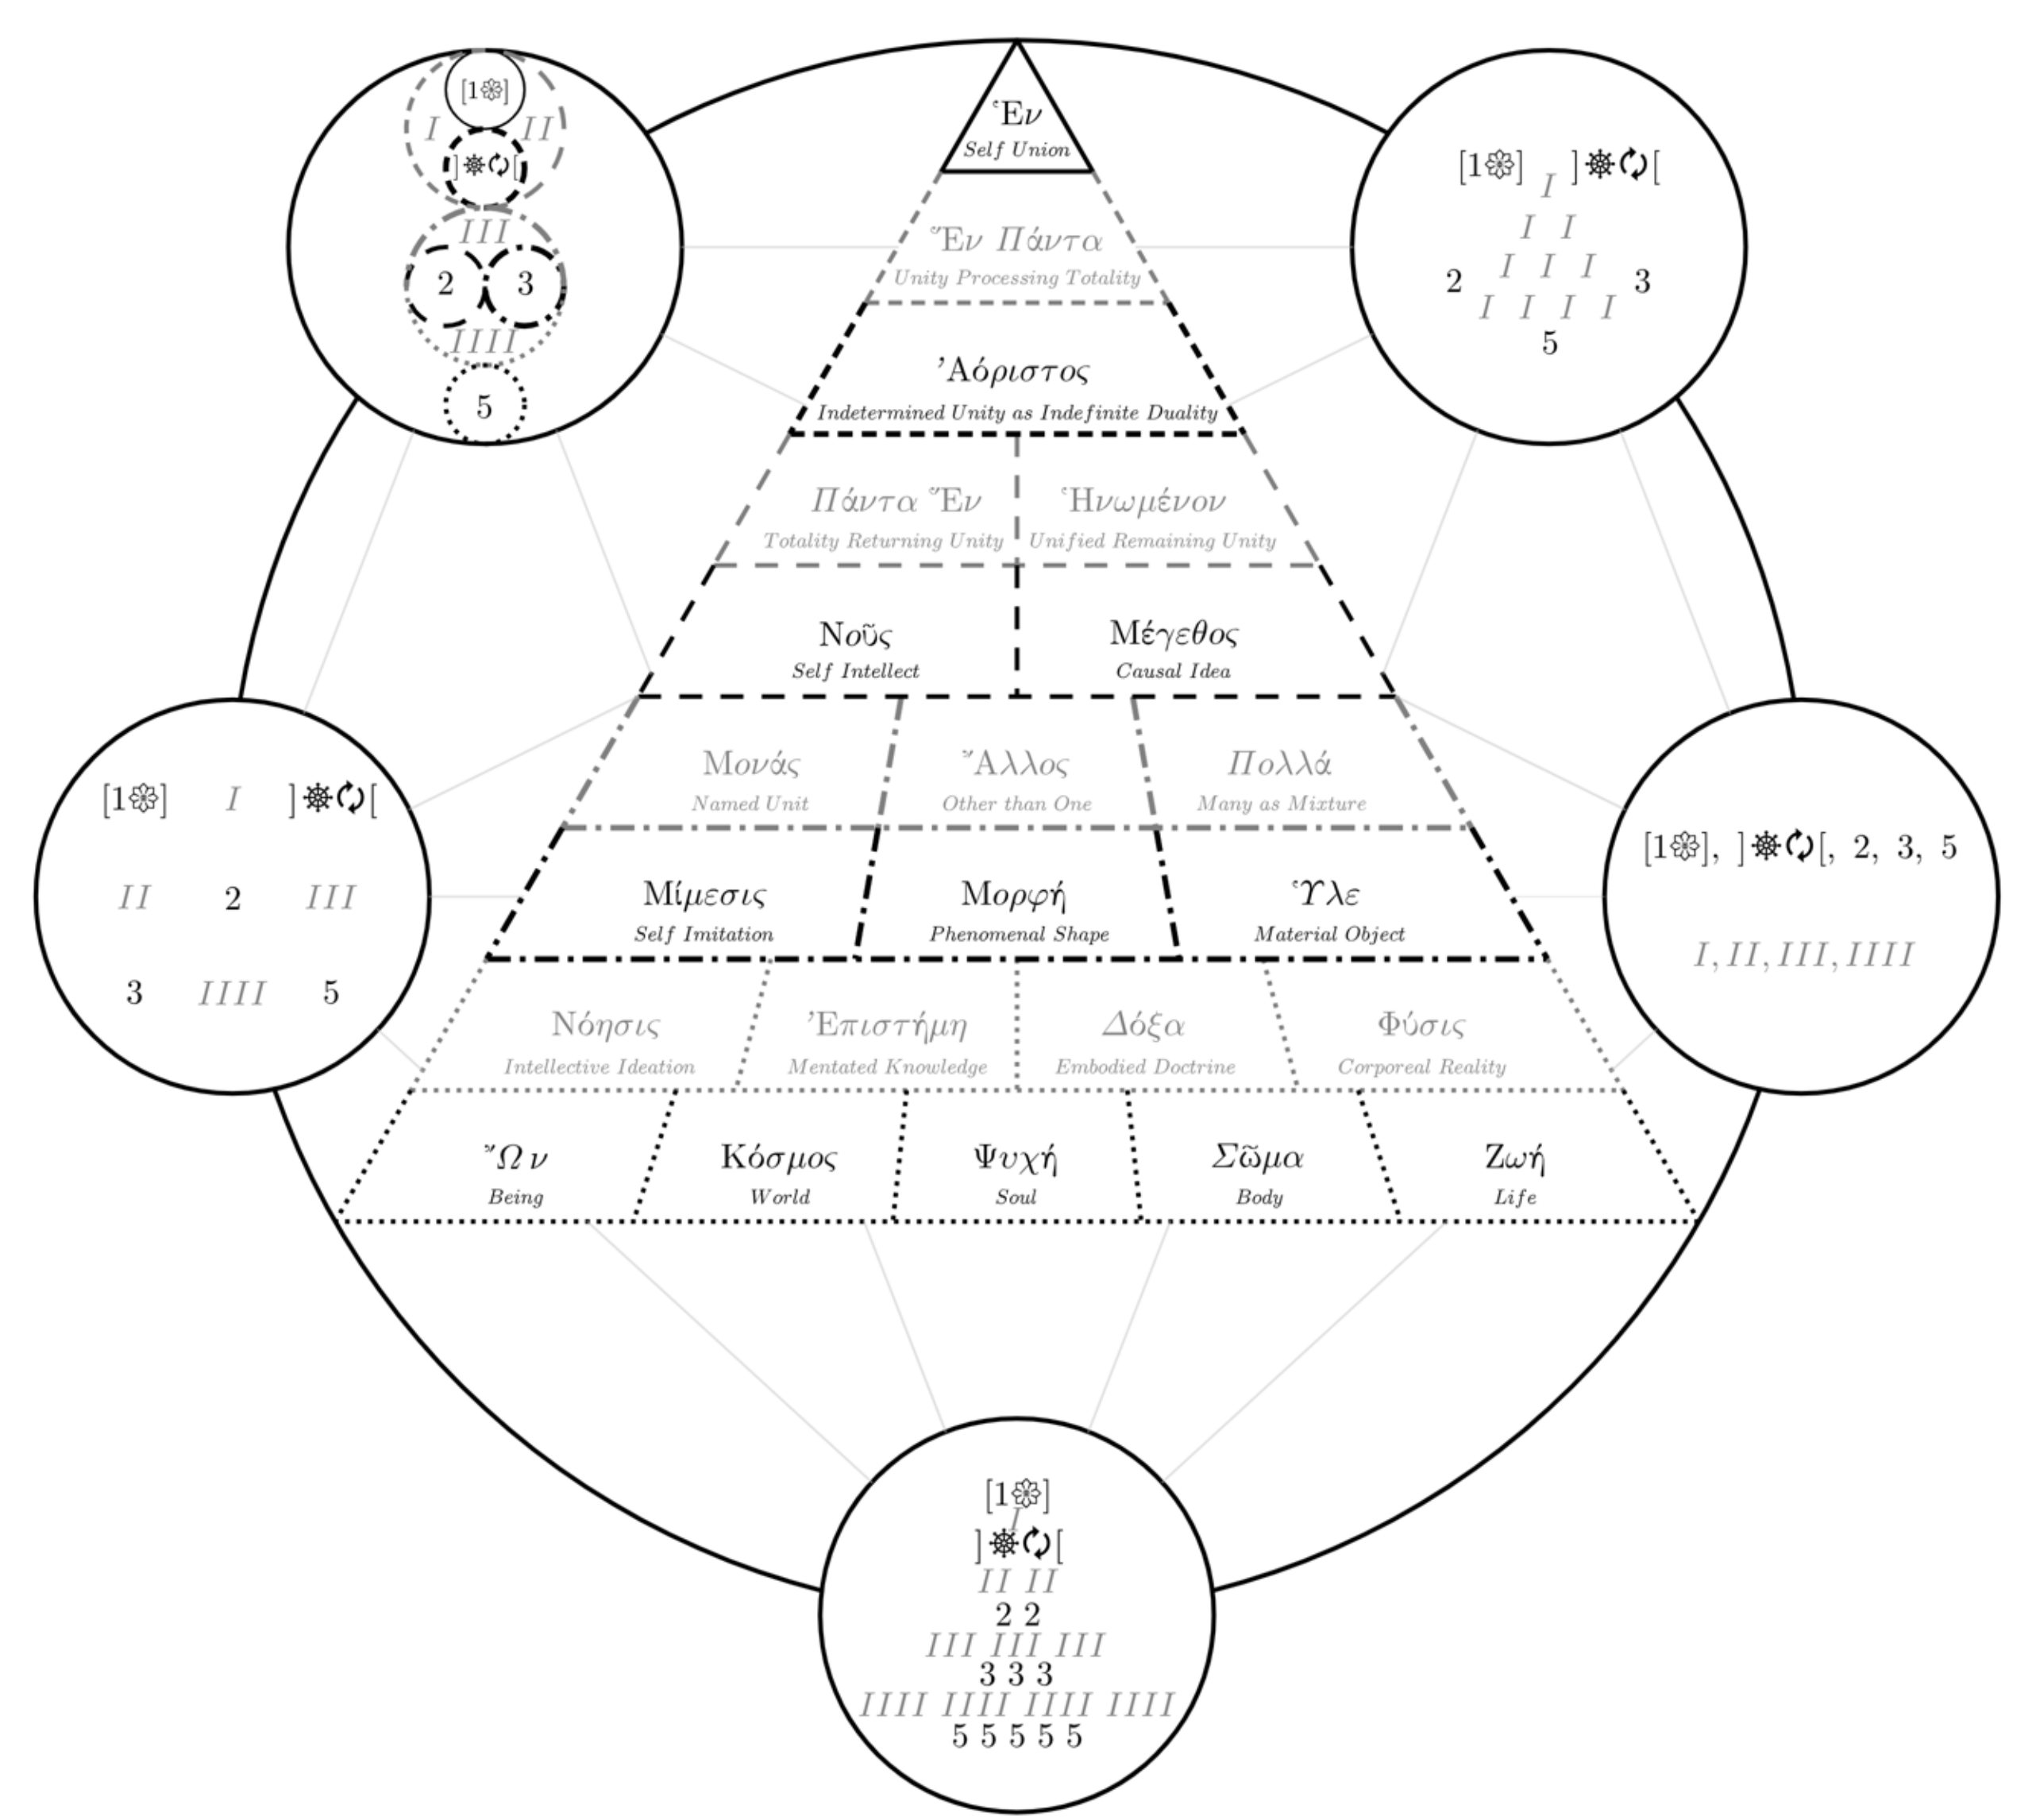 [1❁]
I II
]☸🗘[
III
2 3
IIII
5
[1❁] ]☸🗘[
I
I I
I I I
2 3
I I I I
5
Ἑν
Self Union
Ἓν Πάντα
Unity Processing Totality
Ἀόριστος
Indetermined Unity as Indefinite Duality
Πάντα Ἓν Ἡνωμένον
Totality Returning Unity Unified Remaining Unity
Νοῦς Μέγεθος
Self Intellect Causal Idea
Μονάς Ἄλλος Πολλά
Named Unit Other than One Many as Mixture
Μίμεσις Μορφή Ὑλε
Self Imitation Phenomenal Shape Material Object
Νόησις Ἐπιστήμη Δόξα Φύσις
Intellective Ideation Mentated Knowledge Embodied Doctrine Corporeal Reality
Ὤν Κόσμος Ψυχή Σῶμα Ζωή
Being World Soul Body Life
[1❁] I ]☸🗘[
II 2 III
3 IIII 5
[1❁], ]☸🗘[, 2, 3, 5
I, II, III, IIII
[1❁]
I
]☸🗘[
II II
2 2
III III III
3 3 3
IIII IIII IIII IIII
5 5 5 5 5